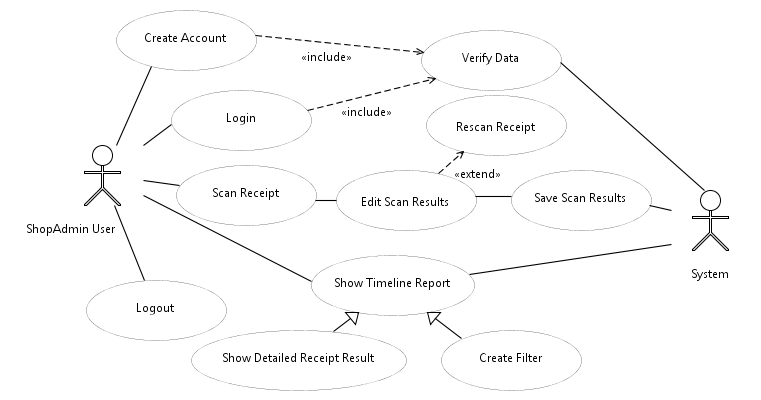 Create Account
«include»
Verify Data
Login
«include»
Rescan Receipt
«extend»
Scan Receipt
Edit Scan Results
Save Scan Results
ShopAdmin User
System
Show Timeline Report
Logout
Show Detailed Receipt Result
Create Filter